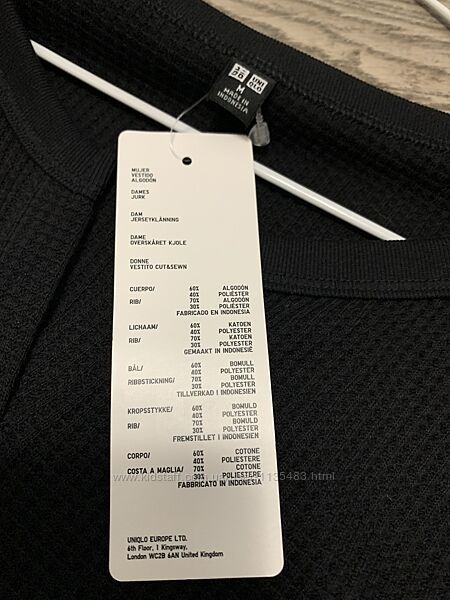 UNI
QLO
M
MADE IN
INDONESIA
MUJER
VESTIDO
ALGODÓN
DAMES
JURK
DAM
JERSEYKLÄNNING
DAME
OVERSKÅRET KJOLE
DONNE
VESTITO CUT&SEWN
CUERPO/ 60% ALGODÓN
40% POLIÉSTER
RIB/ 70% ALGODÓN
30% POLIÉSTER
FABRICADO EN INDONESIA
LICHAAM/ 60% KATOEN
40% POLYESTER
RIB/ 70% KATOEN
30% POLYESTER
GEMAAKT IN INDONESIË
BÅL/ 60% BOMULL
40% POLYESTER
RIBBSTICKNING/ 70% BOMULL
30% POLYESTER
TILLVERKAD I INDONESIEN
KROPSSTYKKE/ 60% BOMULD
40% POLYESTER
RIB/ 70% BOMULD
30% POLYESTER
FREMSTILLET I INDONESIEN
CORPO/ 60% COTONE
40% POLIESTERE
COSTA A MAGLIA/ 70% COTONE
30% POLIESTERE
FABBRICATO IN INDONESIA
UNIQLO EUROPE LTD.
6th Floor, 1 Kingsway,
London WC2B 6AN United Kingdom